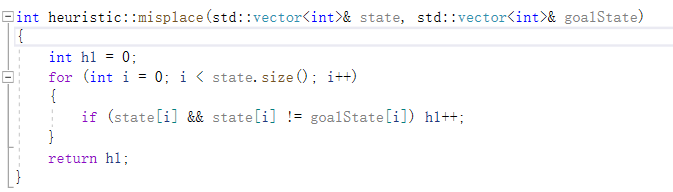 int heuristic::misplace(std::vector<int>& state, std::vector<int>& goalState)
{
    int h1 = 0;
    for (int i = 0; i < state.size(); i++)
    {
        if (state[i] && state[i] != goalState[i]) h1++;
    }
    return h1;
}